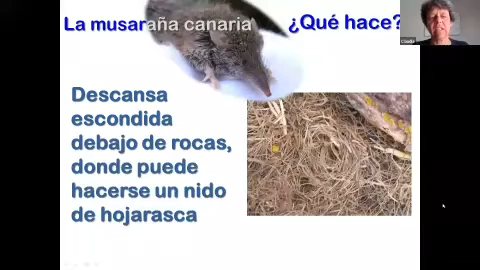 La musaraña canaria
¿Qué hace?
Descansa
escondida
debajo de rocas,
donde puede
hacerse un nido
de hojarasca